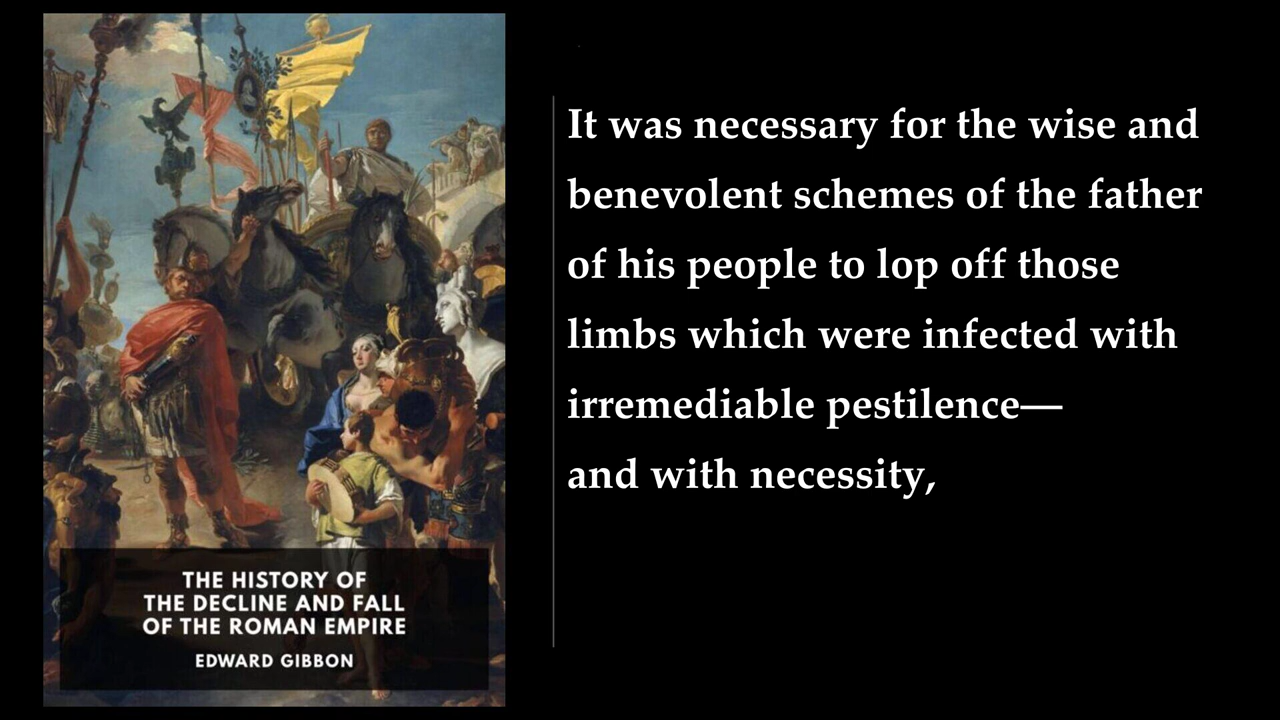 THE HISTORY OF
THE DECLINE AND FALL
OF THE ROMAN EMPIRE
EDWARD GIBBON
It was necessary for the wise and
benevolent schemes of the father
of his people to lop off those
limbs which were infected with
irremediable pestilence—
and with necessity,